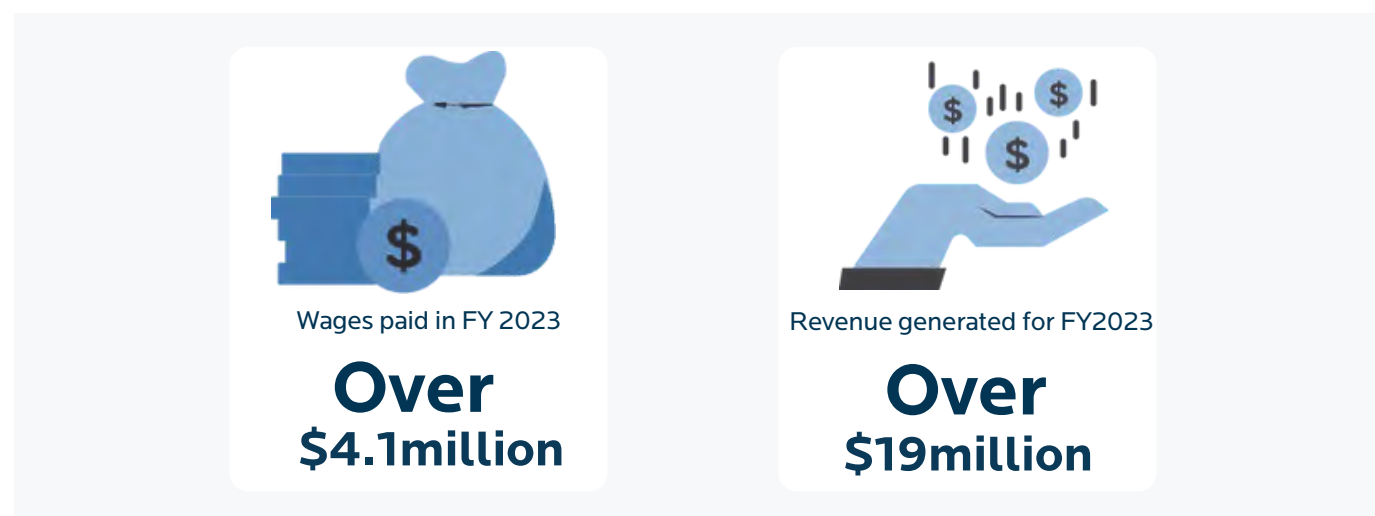 $
Wages paid in FY 2023
Over
$4.1million
$
$
$
Revenue generated for FY2023
Over
$19million